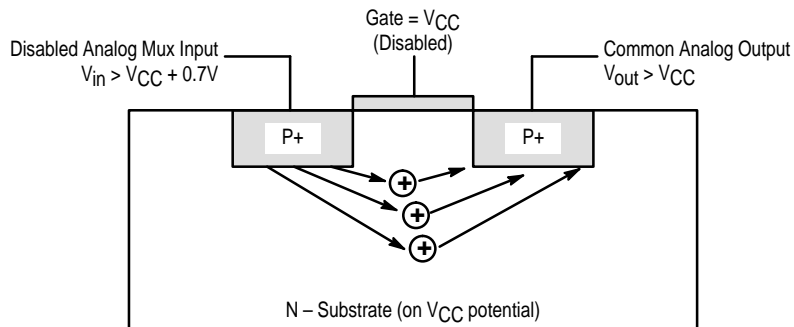 Gate = VCC
(Disabled)
Disabled Analog Mux Input
Vin > VCC + 0.7V
Common Analog Output
Vout > VCC
P+
P+
+
+
+
N – Substrate (on VCC potential)